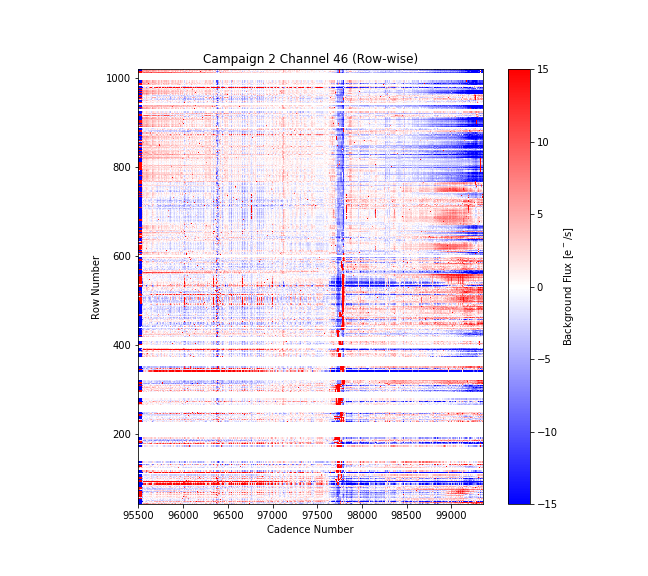 Campaign 2 Channel 46 (Row-wise)
1000
800
600
400
200
Row Number
95500 96000 96500 97000 97500 98000 98500 99000
Cadence Number
15
10
5
0
−5
−10
−15
Background Flux [e⁻/s]